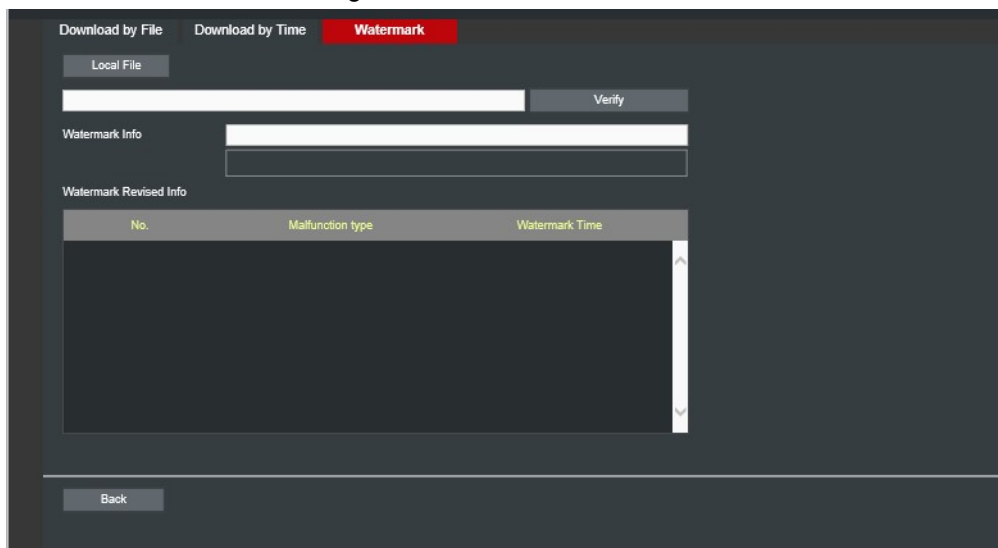 Download by File Download by Time Watermark
Local File
Verify
Watermark Info
Watermark Revised Info
No. Malfunction type Watermark Time
Back